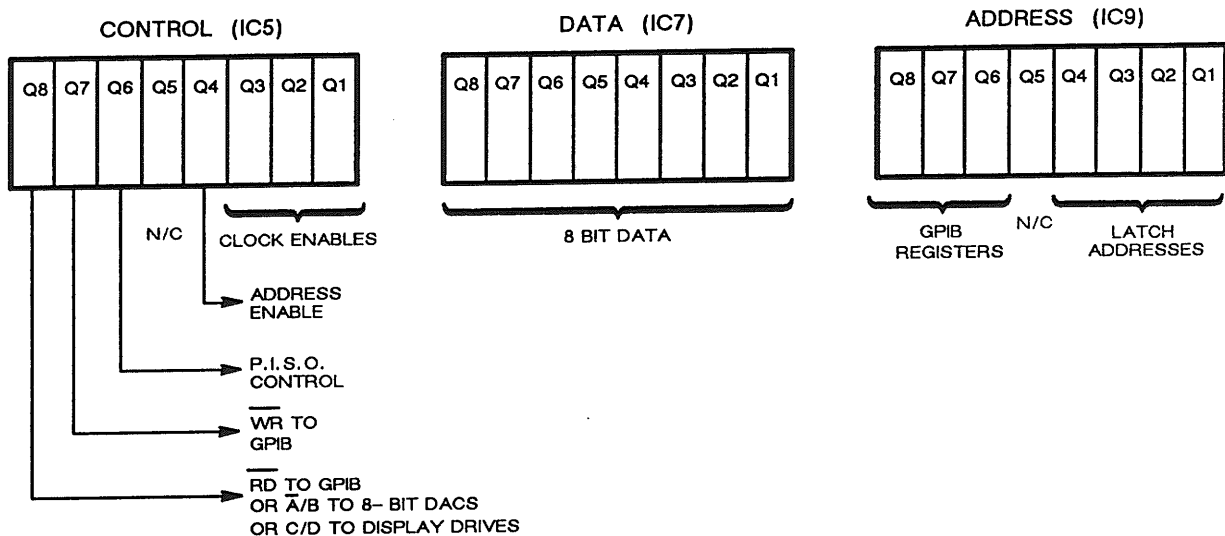 CONTROL (IC5)
Q8 Q7 Q6 Q5 Q4 Q3 Q2 Q1
N/C
CLOCK ENABLES
ADDRESS
ENABLE
P.I.S.O.
CONTROL
WR TO
GPIB
RD TO GPIB
OR A/B TO 8- BIT DACS
OR C/D TO DISPLAY DRIVES
DATA (IC7)
Q8 Q7 Q6 Q5 Q4 Q3 Q2 Q1
8 BIT DATA
ADDRESS (IC9)
Q8 Q7 Q6 Q5 Q4 Q3 Q2 Q1
GPIB
REGISTERS
N/C
LATCH
ADDRESSES